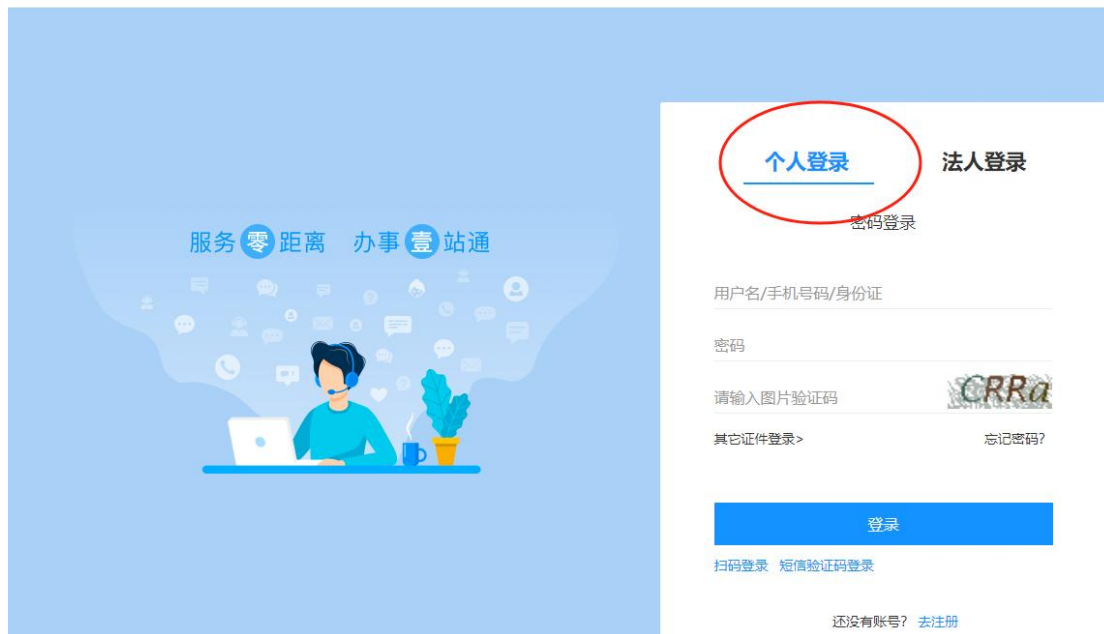 个人登录 法人登录
密码登录
服务零距离 办事壹站通
用户名/手机号码/身份证
密码
请输入图片验证码 CRRa
其它证件登录> 忘记密码?
登录
扫码登录 短信验证码登录
还没有账号? 去注册